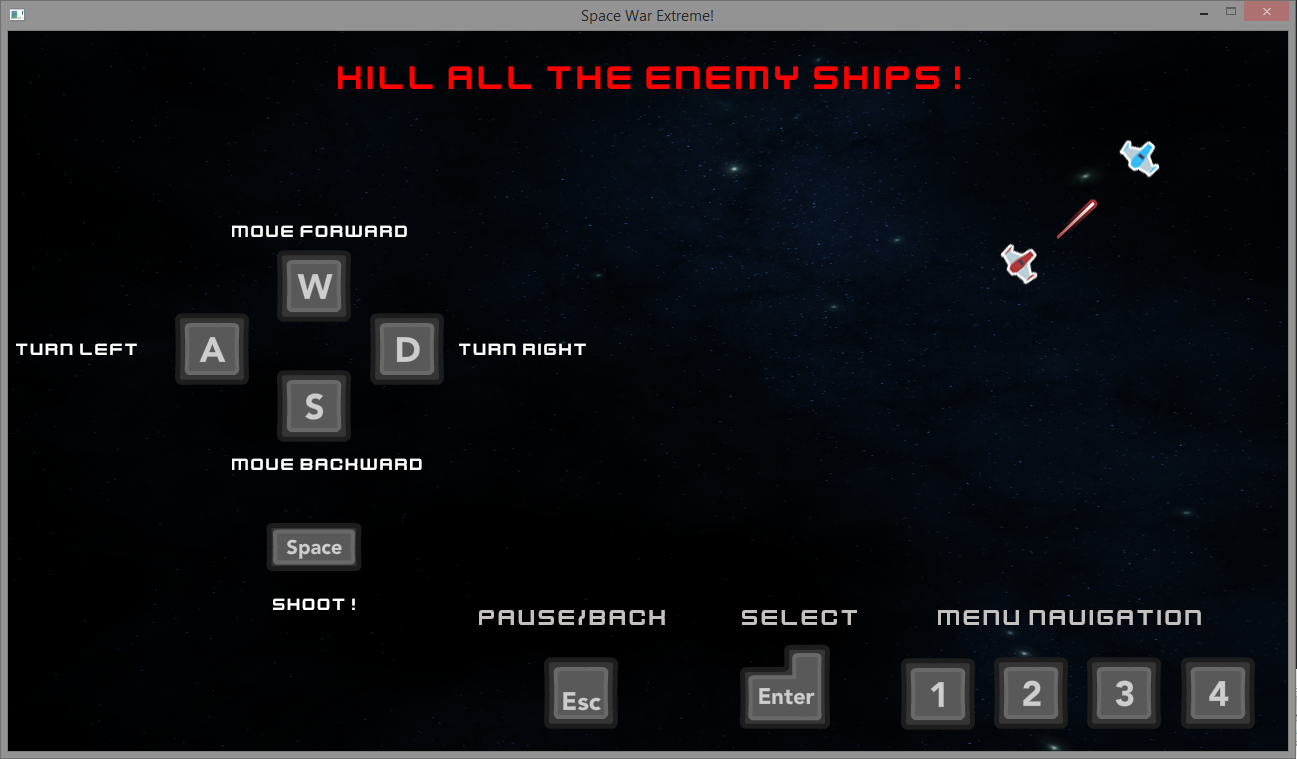 Space War Extreme!
KILL ALL THE ENEMY SHIPS !
MOVE FORWARD
W
TURN LEFT
A
D
TURN RIGHT
S
MOVE BACKWARD
Space
SHOOT !
PAUSE/BACK
SELECT
MENU NAVIGATION
Esc
Enter
1
2
3
4